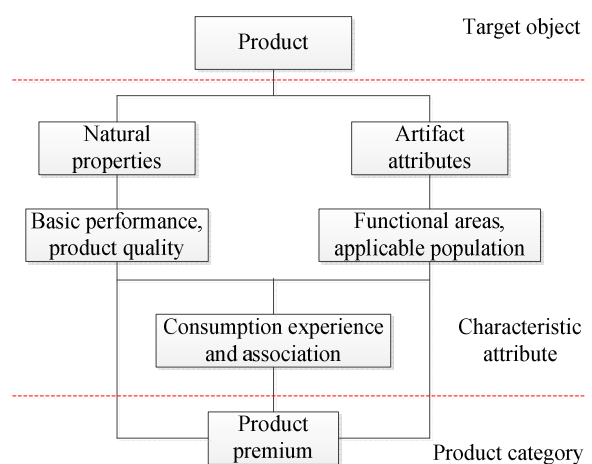 Target object
Product
Natural
properties
Artifact
attributes
Basic performance,
product quality
Functional areas,
applicable population
Consumption experience
and association
Characteristic
attribute
Product
premium
Product category